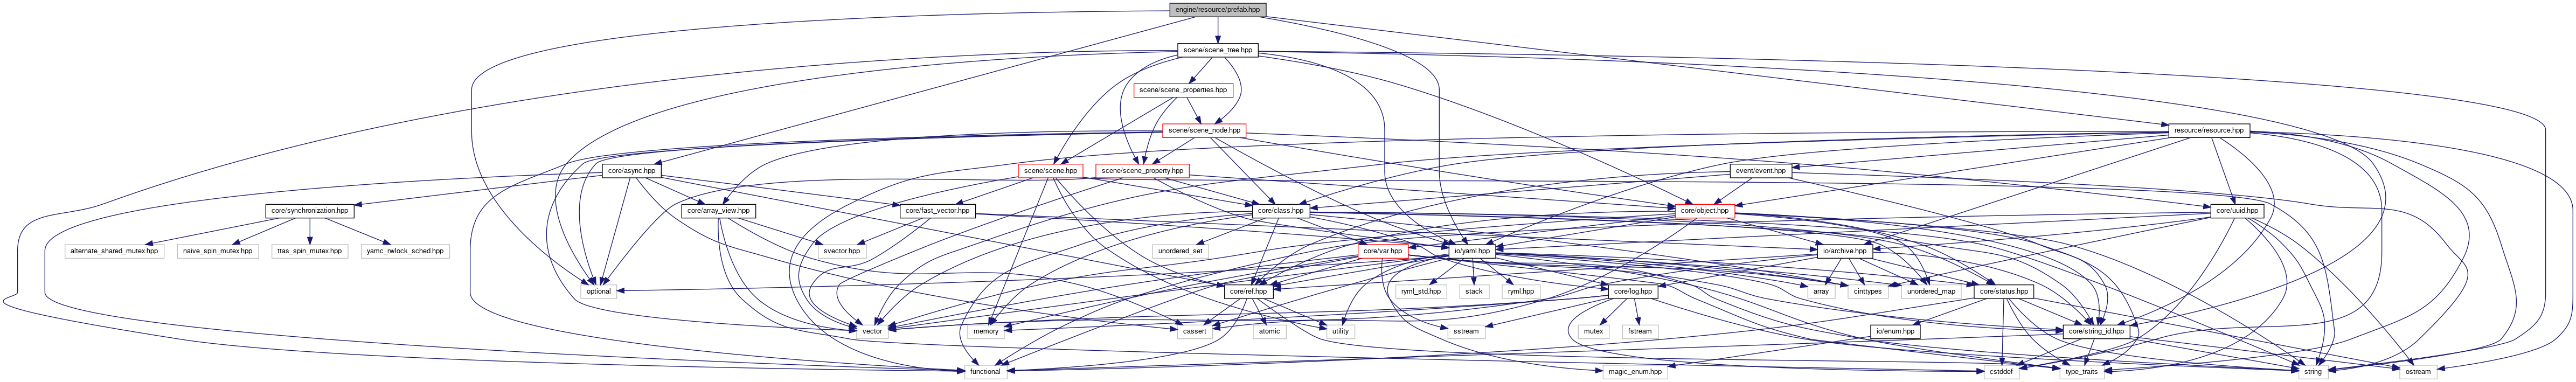 engine/resource/prefab.hpp
scene/scene_tree.hpp
scene/scene_properties.hpp
scene/scene_node.hpp
resource/resource.hpp
core/async.hpp
scene/scene.hpp
scene/scene_property.hpp
event/event.hpp
core/synchronization.hpp
core/array_view.hpp
core/fast_vector.hpp
core/class.hpp
core/object.hpp
core/uuid.hpp
alternate_shared_mutex.hpp
naive_spin_mutex.hpp
ttas_spin_mutex.hpp
yamc_rwlock_sched.hpp
svector.hpp
unordered_set
core/var.hpp
io/yaml.hpp
io/archive.hpp
optional
core/ref.hpp
ryml_std.hpp
stack
ryml.hpp
core/log.hpp
array
cinttypes
unordered_map
core/status.hpp
vector
memory
cassert
atomic
utility
sstream
mutex
fstream
io/enum.hpp
core/string_id.hpp
functional
magic_enum.hpp
cstddef
type_traits
string
ostream